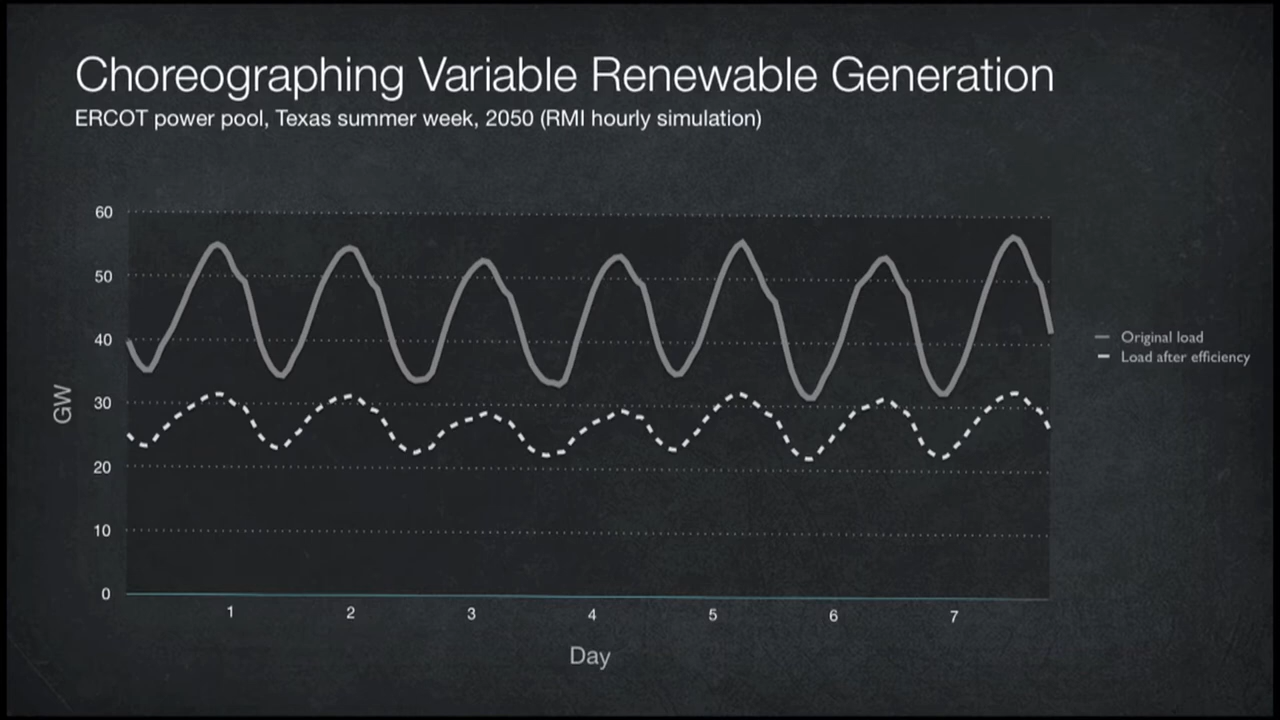 Choreographing Variable Renewable Generation
ERCOT power pool, Texas summer week, 2050 (RMI hourly simulation)
60
50
40
30
20
10
0
GW
1 2 3 4 5 6 7
Day
Original load
Load after efficiency